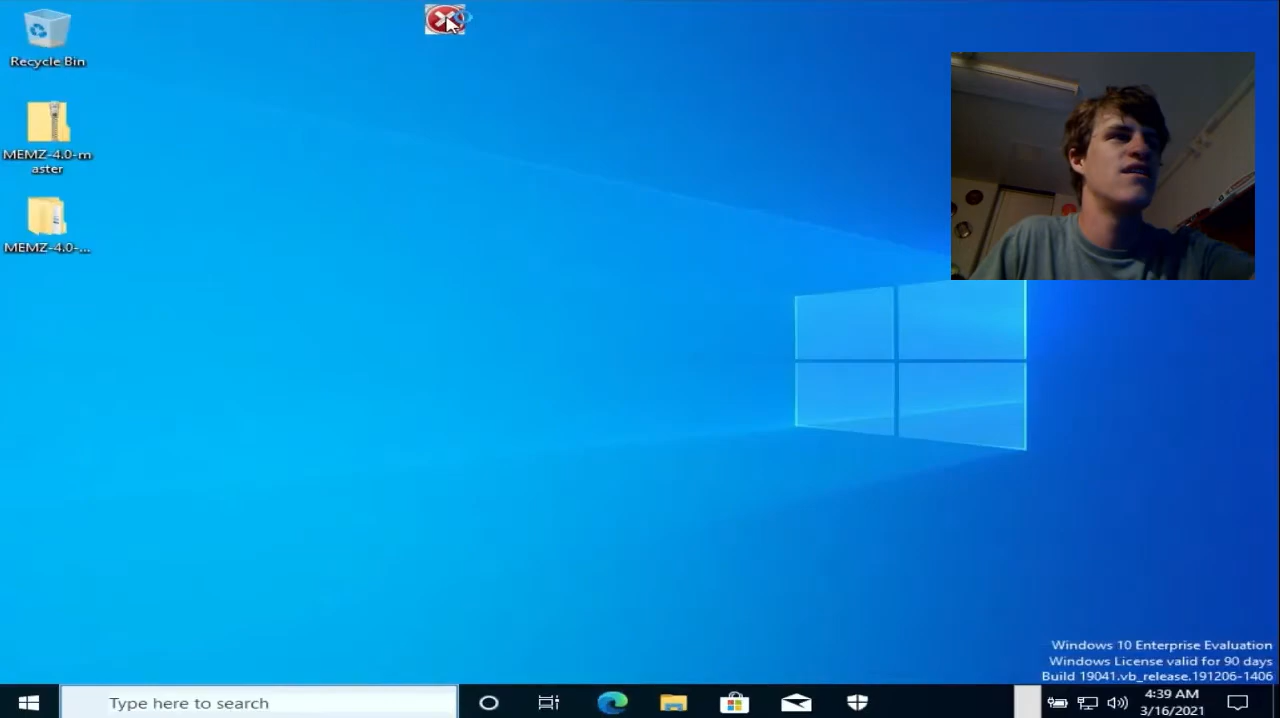 Recycle Bin
MEMZ-4.0-m
aster
MEMZ-4.0-...
Windows 10 Enterprise Evaluation
Windows License valid for 90 days
Build 19041.vb_release.191206-1406
Type here to search
4:39 AM
3/16/2021